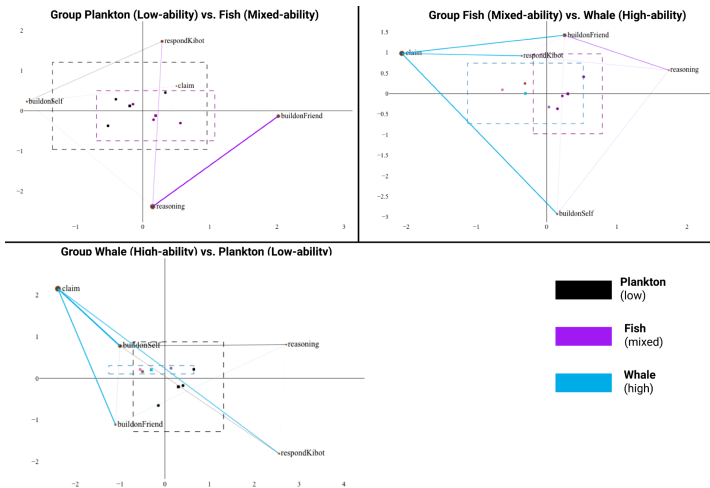 Group Plankton (Low-ability) vs. Fish (Mixed-ability)
2
1
0
−1
−2
−1
0
1
2
3
respondKibot
claim
buildonSelf
buildonFriend
reasoning
Group Fish (Mixed-ability) vs. Whale (High-ability)
1.5
1
0.5
0
−0.5
−1
−1.5
−2
−2.5
−3
−2
−1
0
1
2
buildonFriend
claim
respondKibot
reasoning
buildonSelf
Group Whale (High-ability) vs. Plankton (Low-ability)
2
1
0
−1
−2
−2
−1
0
1
2
3
4
claim
buildonSelf
reasoning
buildonFriend
respondKibot
Plankton
(low)
Fish
(mixed)
Whale
(high)